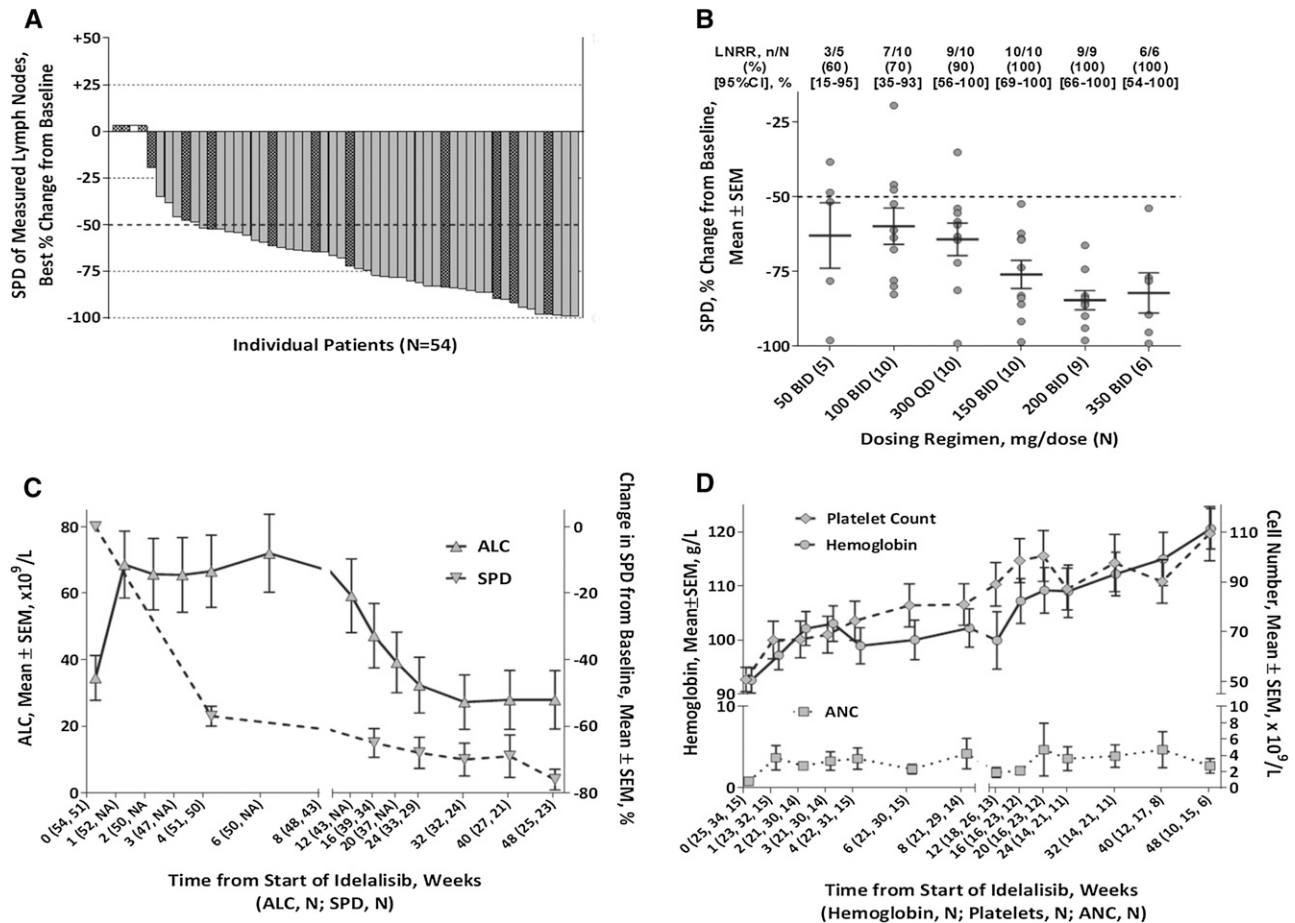 A
SPD of Measured Lymph Nodes,
Best % Change from Baseline
+50
+25
0
-25
-50
-75
-100
Individual Patients (N=54)
B
LNRR, n/N
(%)
[95%CI], %
3/5
(60)
[15-95]
7/10
(70)
[35-93]
9/10
(90)
[56-100]
10/10
(100)
[69-100]
9/9
(100)
[66-100]
6/6
(100)
[54-100]
SPD, % Change from Baseline,
Mean ± SEM
-25
-50
-75
-100
50 BID (5)
100 BID (10)
300 QD (10)
150 BID (10)
200 BID (9)
350 BID (6)
Dosing Regimen, mg/dose (N)
C
ALC, Mean ± SEM, x10⁹/L
80
60
40
20
0
ALC
SPD
0
-20
-40
-60
-80
Change in SPD from Baseline, Mean ± SEM, %
0 (54, 51)
1 (52, NA)
2 (50, NA
3 (47, NA)
4 (51, 50)
6 (50, NA)
8 (48, 43)
12 (43, NA)
16 (39, 34)
20 (37, NA)
24 (33, 29)
32 (32, 24)
40 (27, 21)
48 (25, 23)
Time from Start of Idelalisib, Weeks
(ALC, N; SPD, N)
D
Hemoglobin, Mean±SEM, g/L
120
110
100
90
10
0
Platelet Count
Hemoglobin
ANC
110
90
70
50
10
8
6
4
2
0
Cell Number, Mean ± SEM, x 10⁹/L
0 (25, 34, 15)
1 (23, 32, 15)
2 (21, 30, 14)
3 (21, 30, 14)
4 (22, 31, 15)
6 (21, 30, 15)
8 (21, 29, 14)
12 (18, 26, 13)
16 (16, 23, 12)
20 (16, 23, 12)
24 (14, 21, 11)
32 (14, 21, 11)
40 (12, 17, 8)
48 (10, 15, 6)
Time from Start of Idelalisib, Weeks
(Hemoglobin, N; Platelets, N; ANC, N)